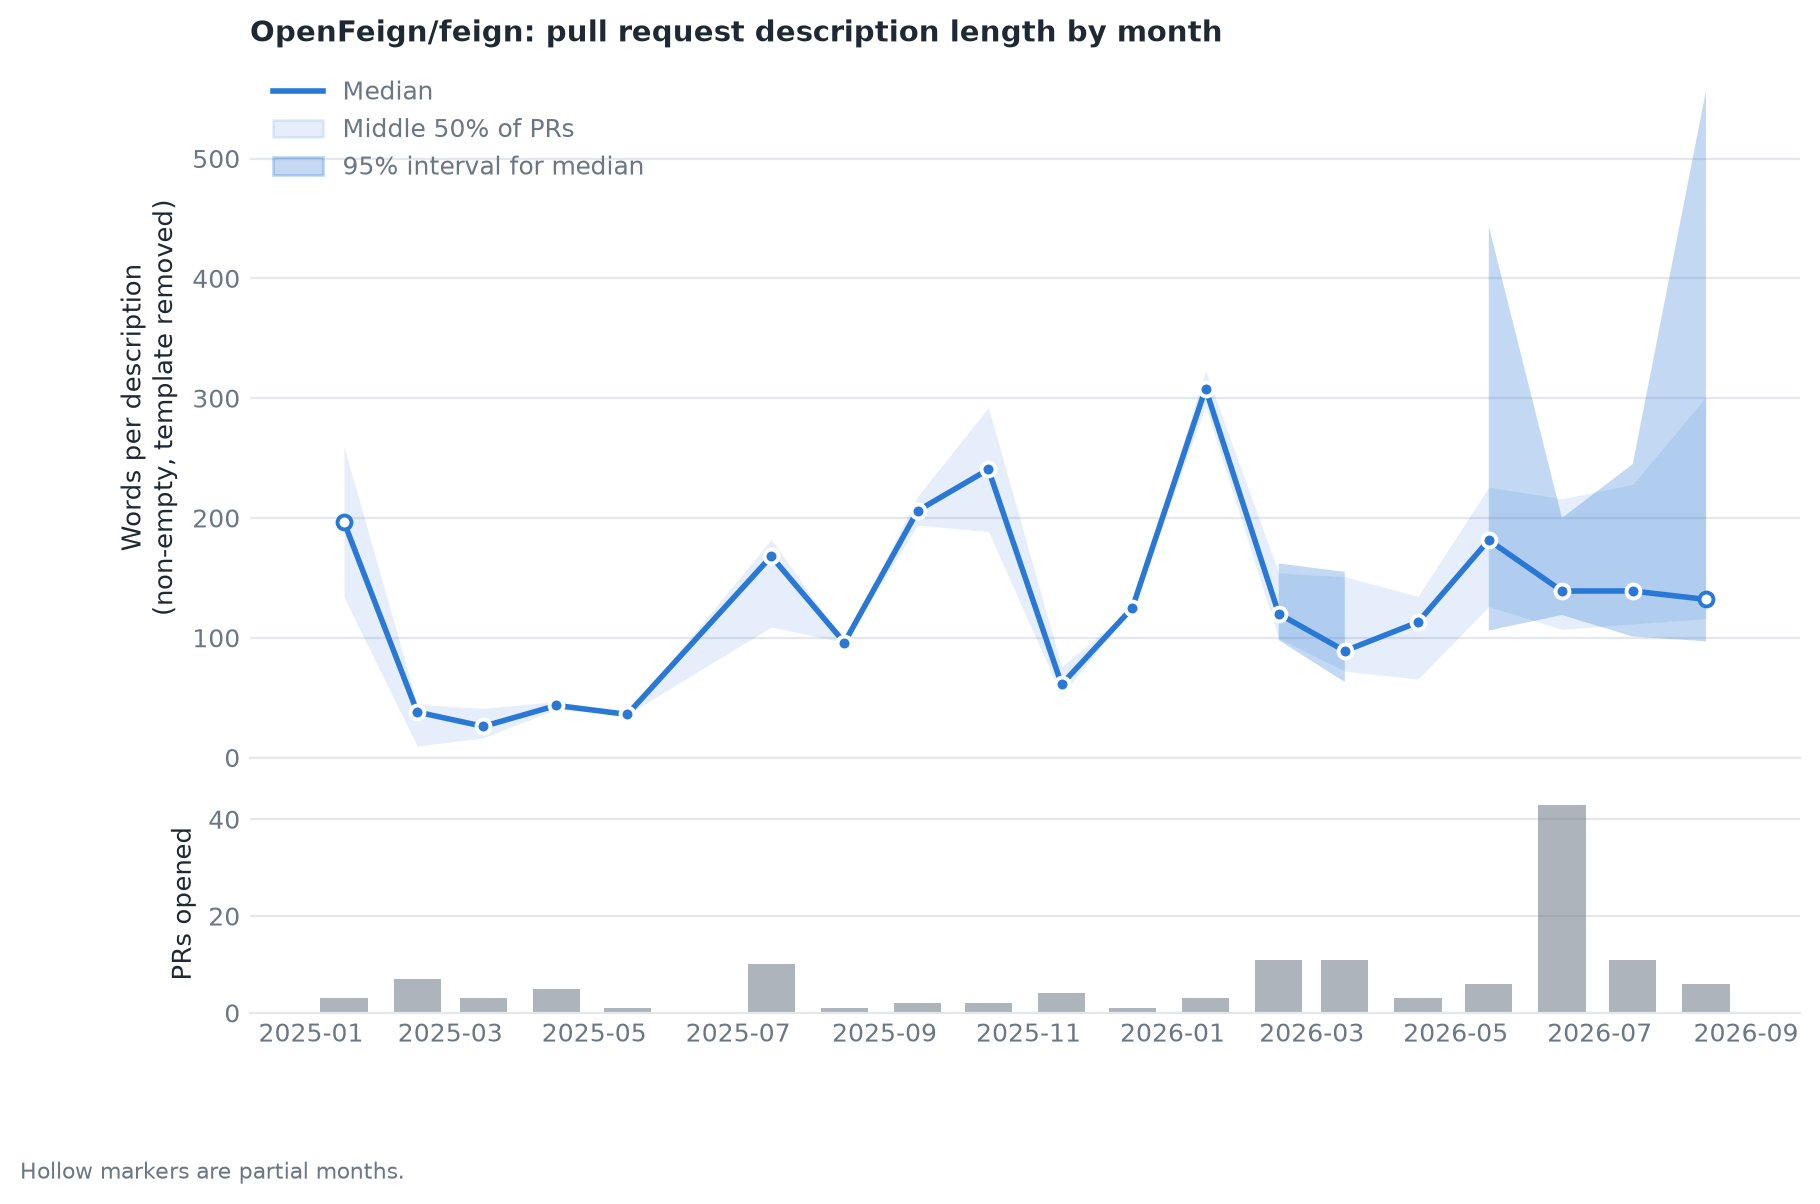 OpenFeign/feign: pull request description length by month
Median
Middle 50% of PRs
95% interval for median
Words per description
(non-empty, template removed)
500
400
300
200
100
0
PRs opened
40
20
0
2025-01 2025-03 2025-05 2025-07 2025-09 2025-11 2026-01 2026-03 2026-05 2026-07 2026-09
Hollow markers are partial months.